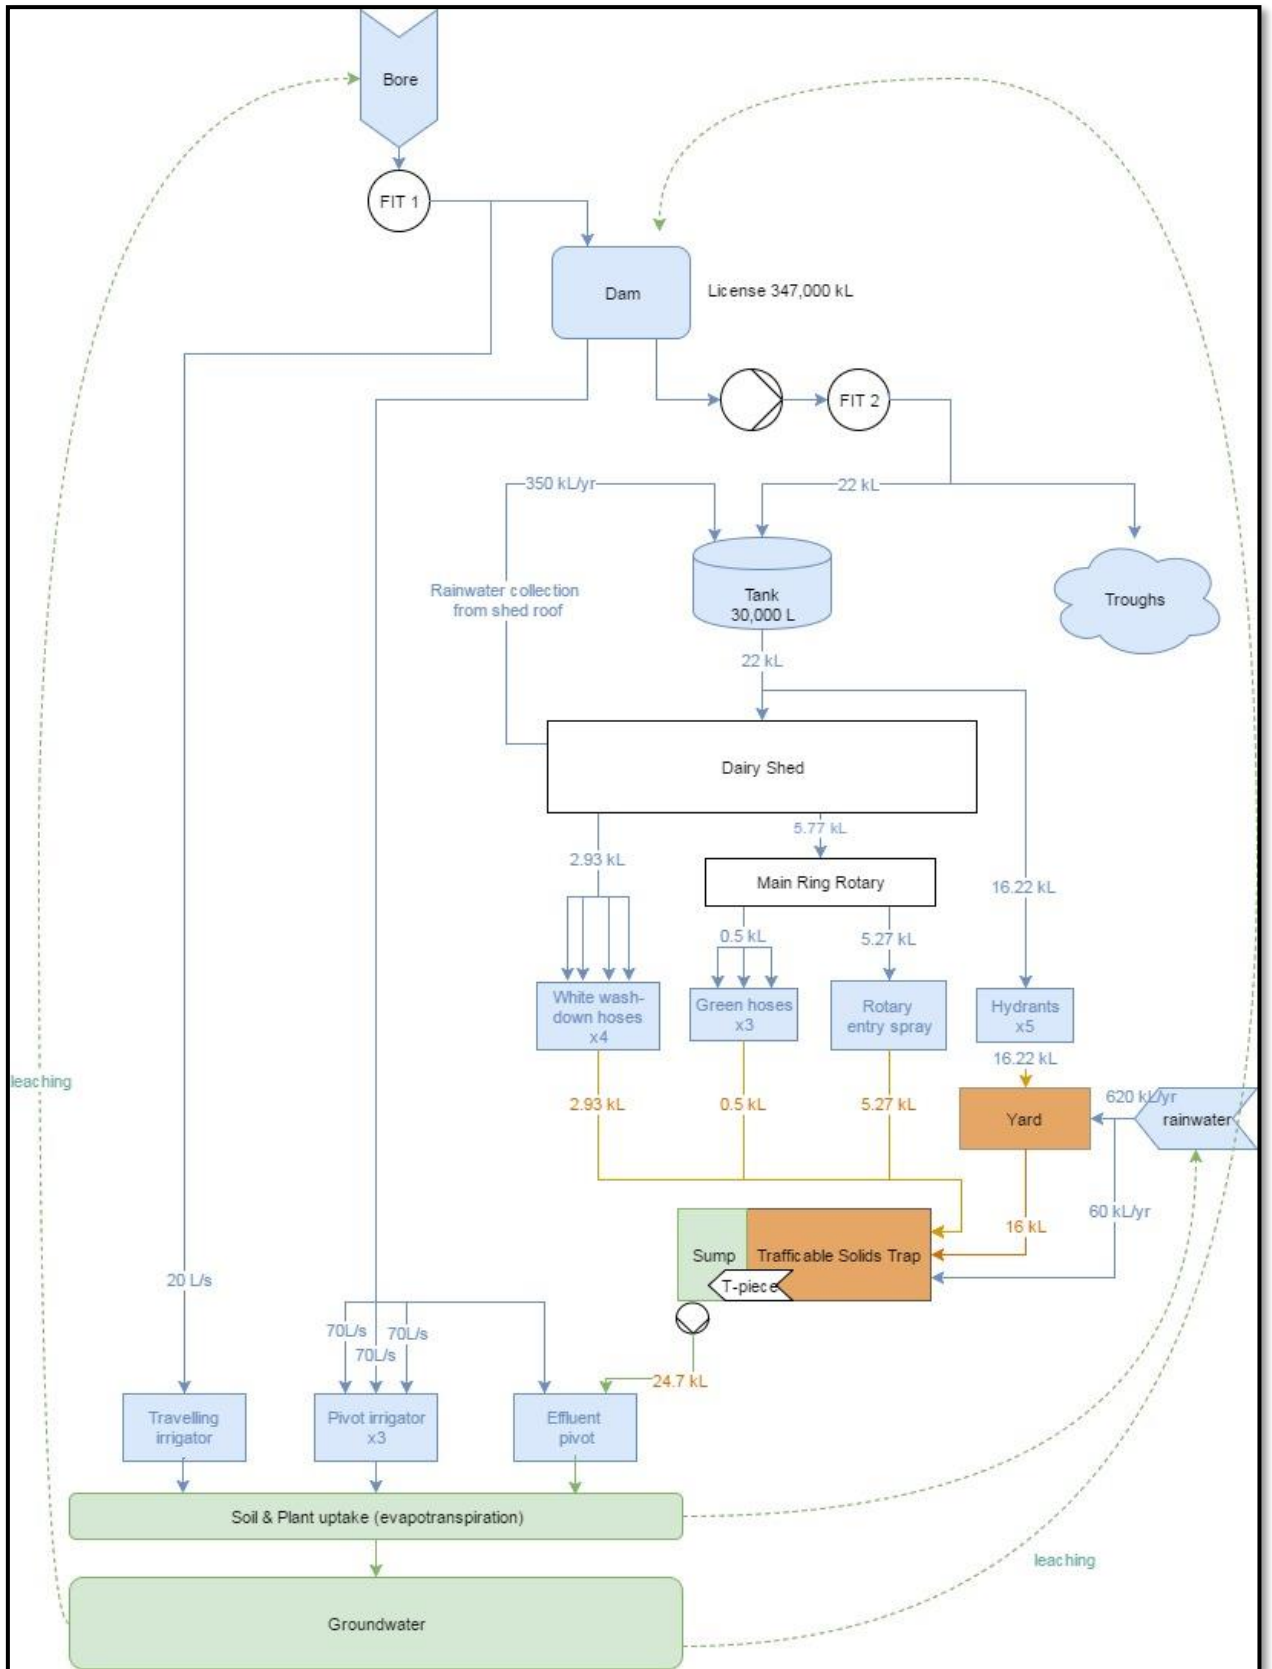 Bore
FIT 1
Dam
License 347,000 kL
FIT 2
350 kL/yr
22 kL
Rainwater collection
from shed roof
Tank
30,000 L
Troughs
22 kL
Dairy Shed
5.77 kL
2.93 kL
Main Ring Rotary
16.22 kL
0.5 kL
5.27 kL
White wash-
down hoses
x4
Green hoses
x3
Rotary
entry spray
Hydrants
x5
16.22 kL
leaching
2.93 kL
0.5 kL
5.27 kL
620 kL/yr
Yard
rainwater
60 kL/yr
16 kL
Sump
Trafficable Solids Trap
T-piece
20 L/s
70L/s
70L/s
70L/s
24.7 kL
Travelling
irrigator
Pivot irrigator
x3
Effluent
pivot
Soil & Plant uptake (evapotranspiration)
leaching
Groundwater